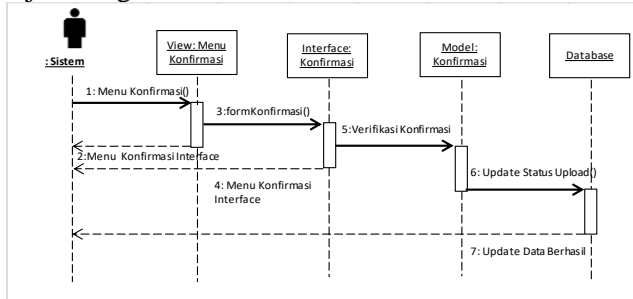 : Sistem
View: Menu
Konfirmasi
Interface:
Konfirmasi
Model:
Konfirmasi
Database
1: Menu Konfirmasi()
3:formKonfirmasi()
5:Verifikasi Konfirmasi
2:Menu Konfirmasi Interface
4: Menu Konfirmasi
Interface
6: Update Status Upload()
7: Update Data Berhasil